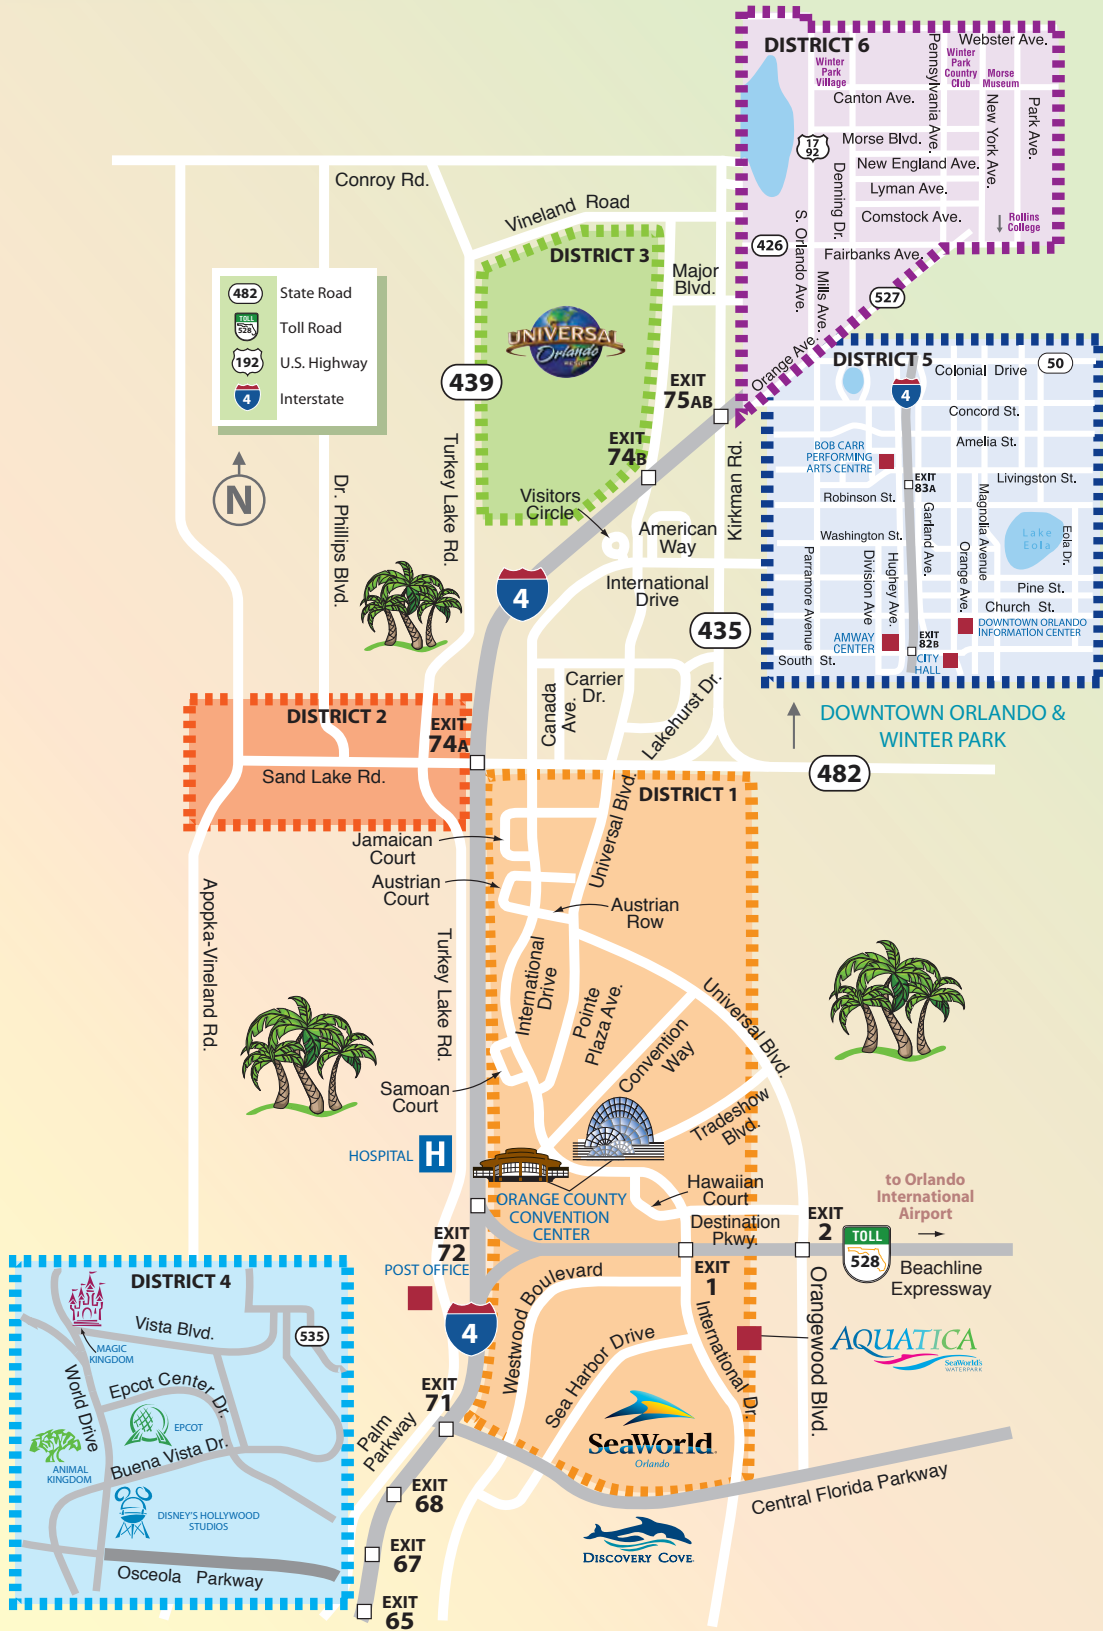 DISTRICT 6
Webster Ave.
Winter
Park
Village
Pennsylvania Ave.
Winter
Park
Country
Club
Morse
Museum
Canton Ave.
New York Ave.
Park Ave.
17
92
Morse Blvd.
New England Ave.
Denning Dr.
Lyman Ave.
S. Orlando Ave.
Comstock Ave.
Rollins
College
426
Fairbanks Ave.
Mills Ave.
527
Orange Ave.
Conroy Rd.
Vineland Road
DISTRICT 3
Major
Blvd.
UNIVERSAL
Orlando
RESORT
482
State Road
TOLL
528
Toll Road
192
U.S. Highway
4
Interstate
N
439
EXIT
75AB
EXIT
74B
Turkey Lake Rd.
Dr. Phillips Blvd.
Visitors
Circle
American
Way
Kirkman Rd.
International
Drive
4
435
DISTRICT 5
Colonial Drive
50
4
Concord St.
Amelia St.
BOB CARR
PERFORMING
ARTS CENTRE
EXIT
83A
Livingston St.
Robinson St.
Magnolia Avenue
Garland Ave.
Washington St.
Lake
Eola
Eola Dr.
Parramore Avenue
Division Ave
Hughey Ave.
Orange Ave.
Pine St.
Church St.
DOWNTOWN ORLANDO
INFORMATION CENTER
AMWAY
CENTER
EXIT
82B
South St.
CITY
HALL
DOWNTOWN ORLANDO &
WINTER PARK
Carrier
Dr.
Canada
Ave.
Lakehurst Dr.
DISTRICT 2
EXIT
74A
Sand Lake Rd.
482
DISTRICT 1
Universal Blvd.
Jamaican
Court
Austrian
Court
Austrian
Row
Apopka-Vineland Rd.
Turkey Lake Rd.
International
Drive
Pointe
Plaza Ave.
Universal Blvd.
Convention
Way
Samoan
Court
Tradeshow
Blvd.
HOSPITAL
H
ORANGE COUNTY
CONVENTION
CENTER
Hawaiian
Court
Destination
Pkwy.
to Orlando
International
Airport
EXIT
2
TOLL
528
Beachline
Expressway
EXIT
72
POST OFFICE
EXIT
1
4
Westwood Boulevard
International Dr.
Orangewood Blvd.
Sea Harbor Drive
AQUATICA
SeaWorld's
WATERPARK
EXIT
71
Palm
Parkway
SeaWorld
Orlando
Central Florida Parkway
EXIT
68
DISCOVERY COVE
EXIT
67
EXIT
65
DISTRICT 4
Vista Blvd.
535
MAGIC
KINGDOM
World Drive
Epcot Center Dr.
EPCOT
ANIMAL
KINGDOM
Buena Vista Dr.
DISNEY'S HOLLYWOOD
STUDIOS
Osceola Parkway